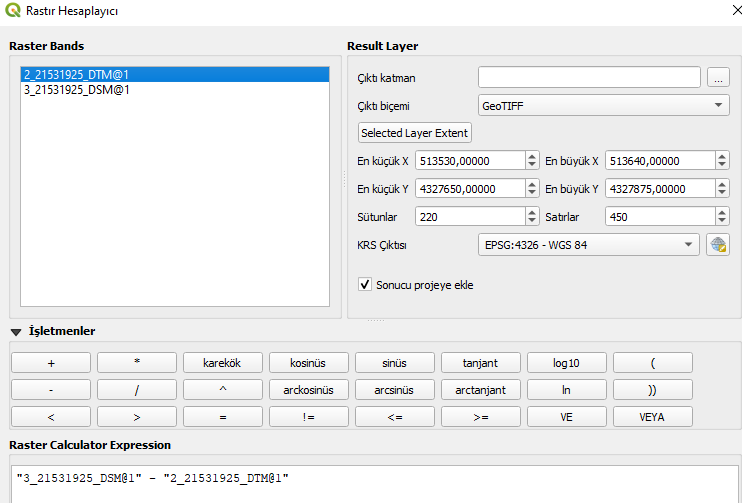 Rastır Hesaplayıcı
Raster Bands
2_21531925_DTM@1
3_21531925_DSM@1
Result Layer
Çıktı katman
...
Çıktı biçemi GeoTIFF
Selected Layer Extent
En küçük X 513530,00000 En büyük X 513640,00000
En küçük Y 4327650,00000 En büyük Y 4327875,00000
Sütunlar 220 Satırlar 450
KRS Çıktısı EPSG:4326 - WGS 84
Sonucu projeye ekle
İşletmenler
+ * karekök kosinüs sinüs tanjant log10 (
- / ^ arckosinüs arcsinüs arctanjant ln ))
< > = != <= >= VE VEYA
Raster Calculator Expression
"3_21531925_DSM@1" - "2_21531925_DTM@1"